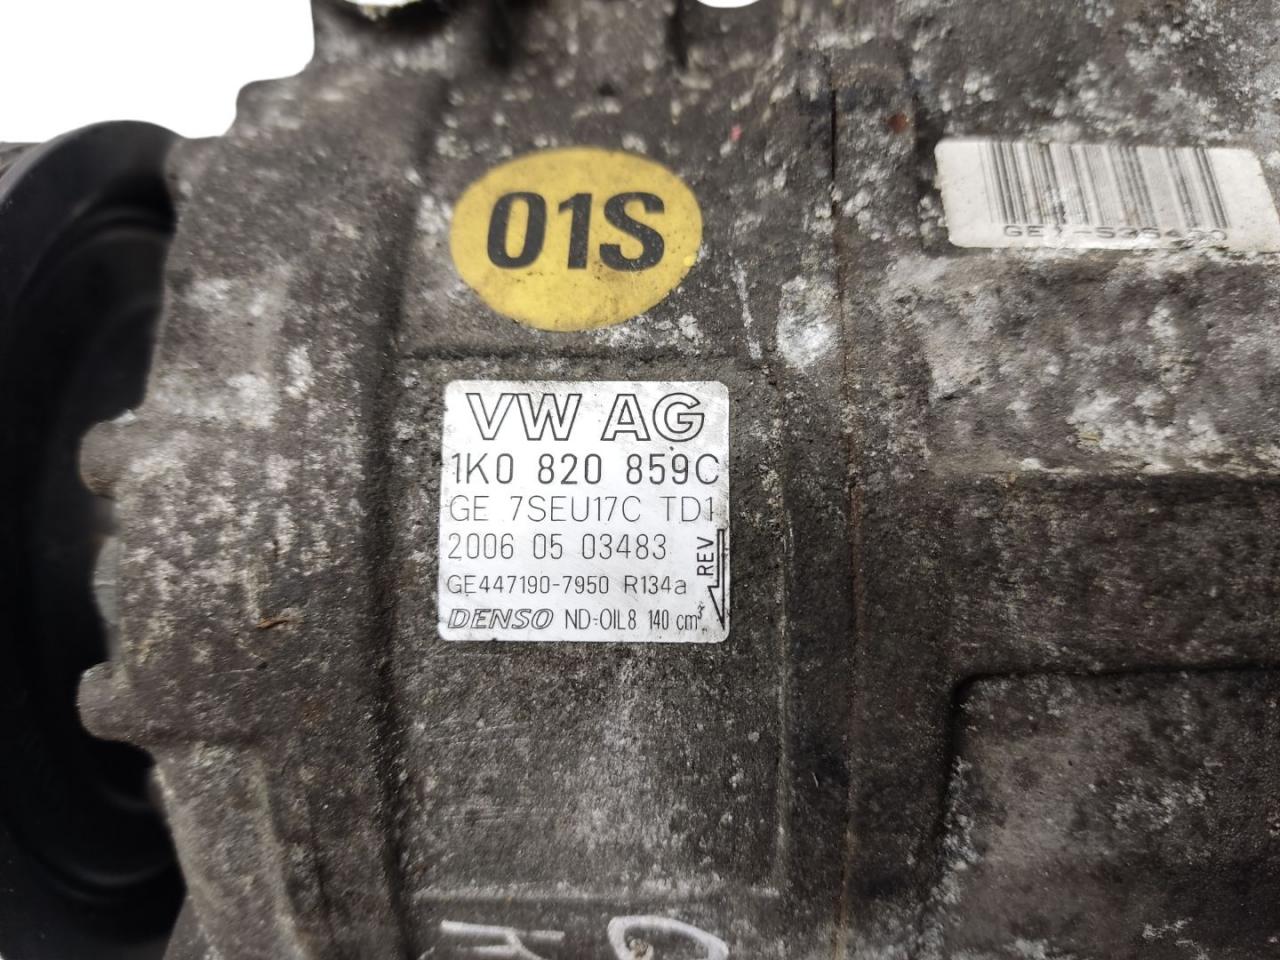 01S
VW AG
1K0 820 859C
GE 7SEU17C TD1
2006 05 03483
REV
GE447190-7950 R134a
DENSO ND-OIL8 140 cm³
K